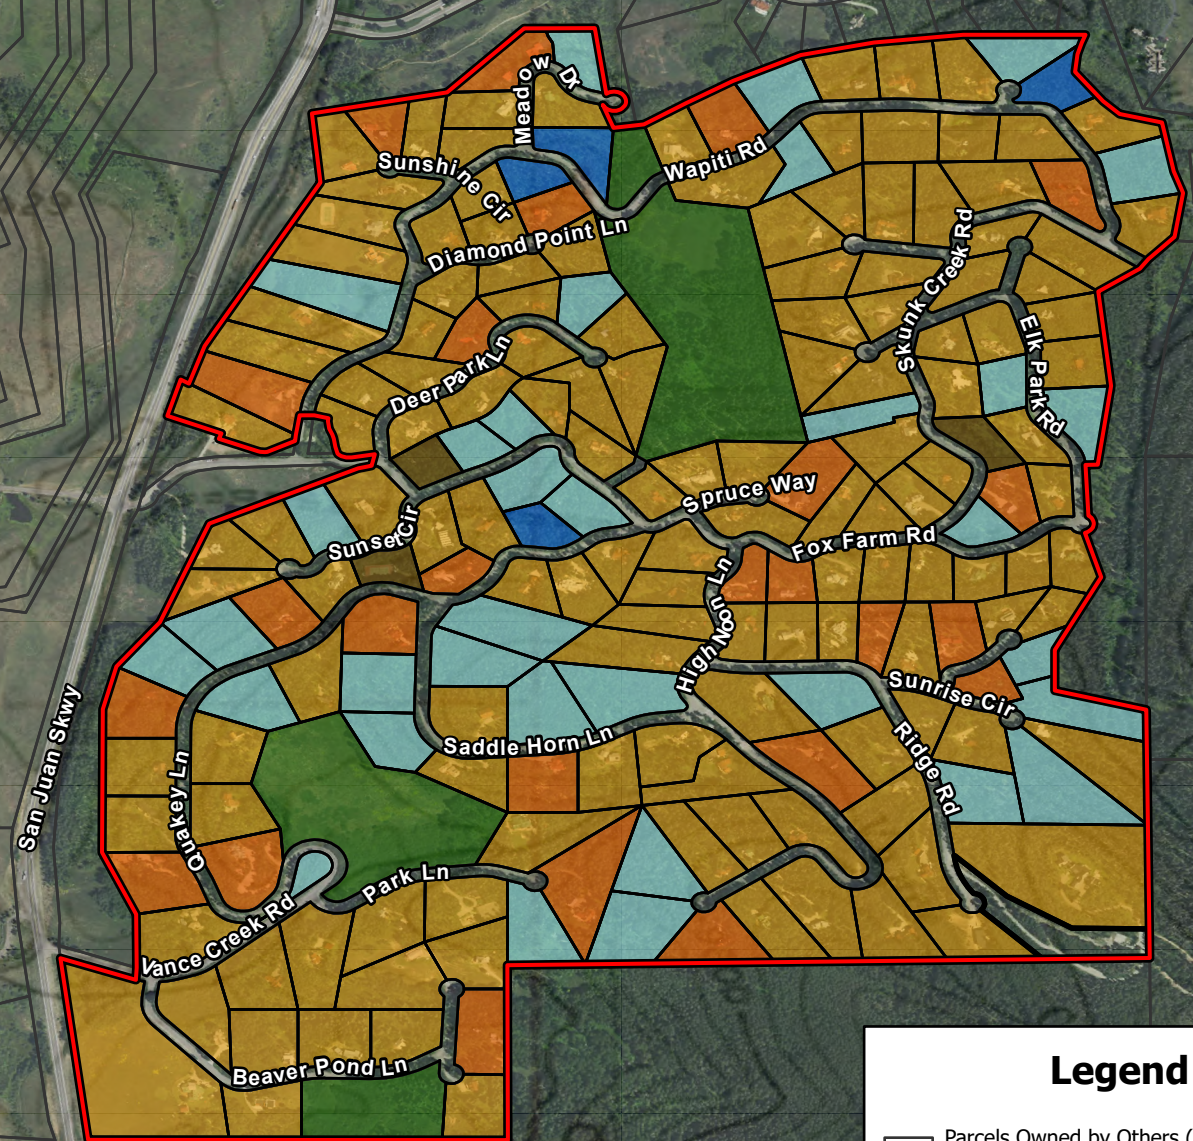 Meadow Dr
Sunshine Cir
Wapiti Rd
Diamond Point Ln
Skunk Creek Rd
Elk Park Rd
Deer Park Ln
Spruce Way
Sunset Cir
Fox Farm Rd
High Noon Ln
Sunrise Cir
San Juan Skwy
Saddle Horn Ln
Ridge Rd
Quakey Ln
Park Ln
Vance Creek Rd
Beaver Pond Ln
Legend
Parcels Owned by Others (